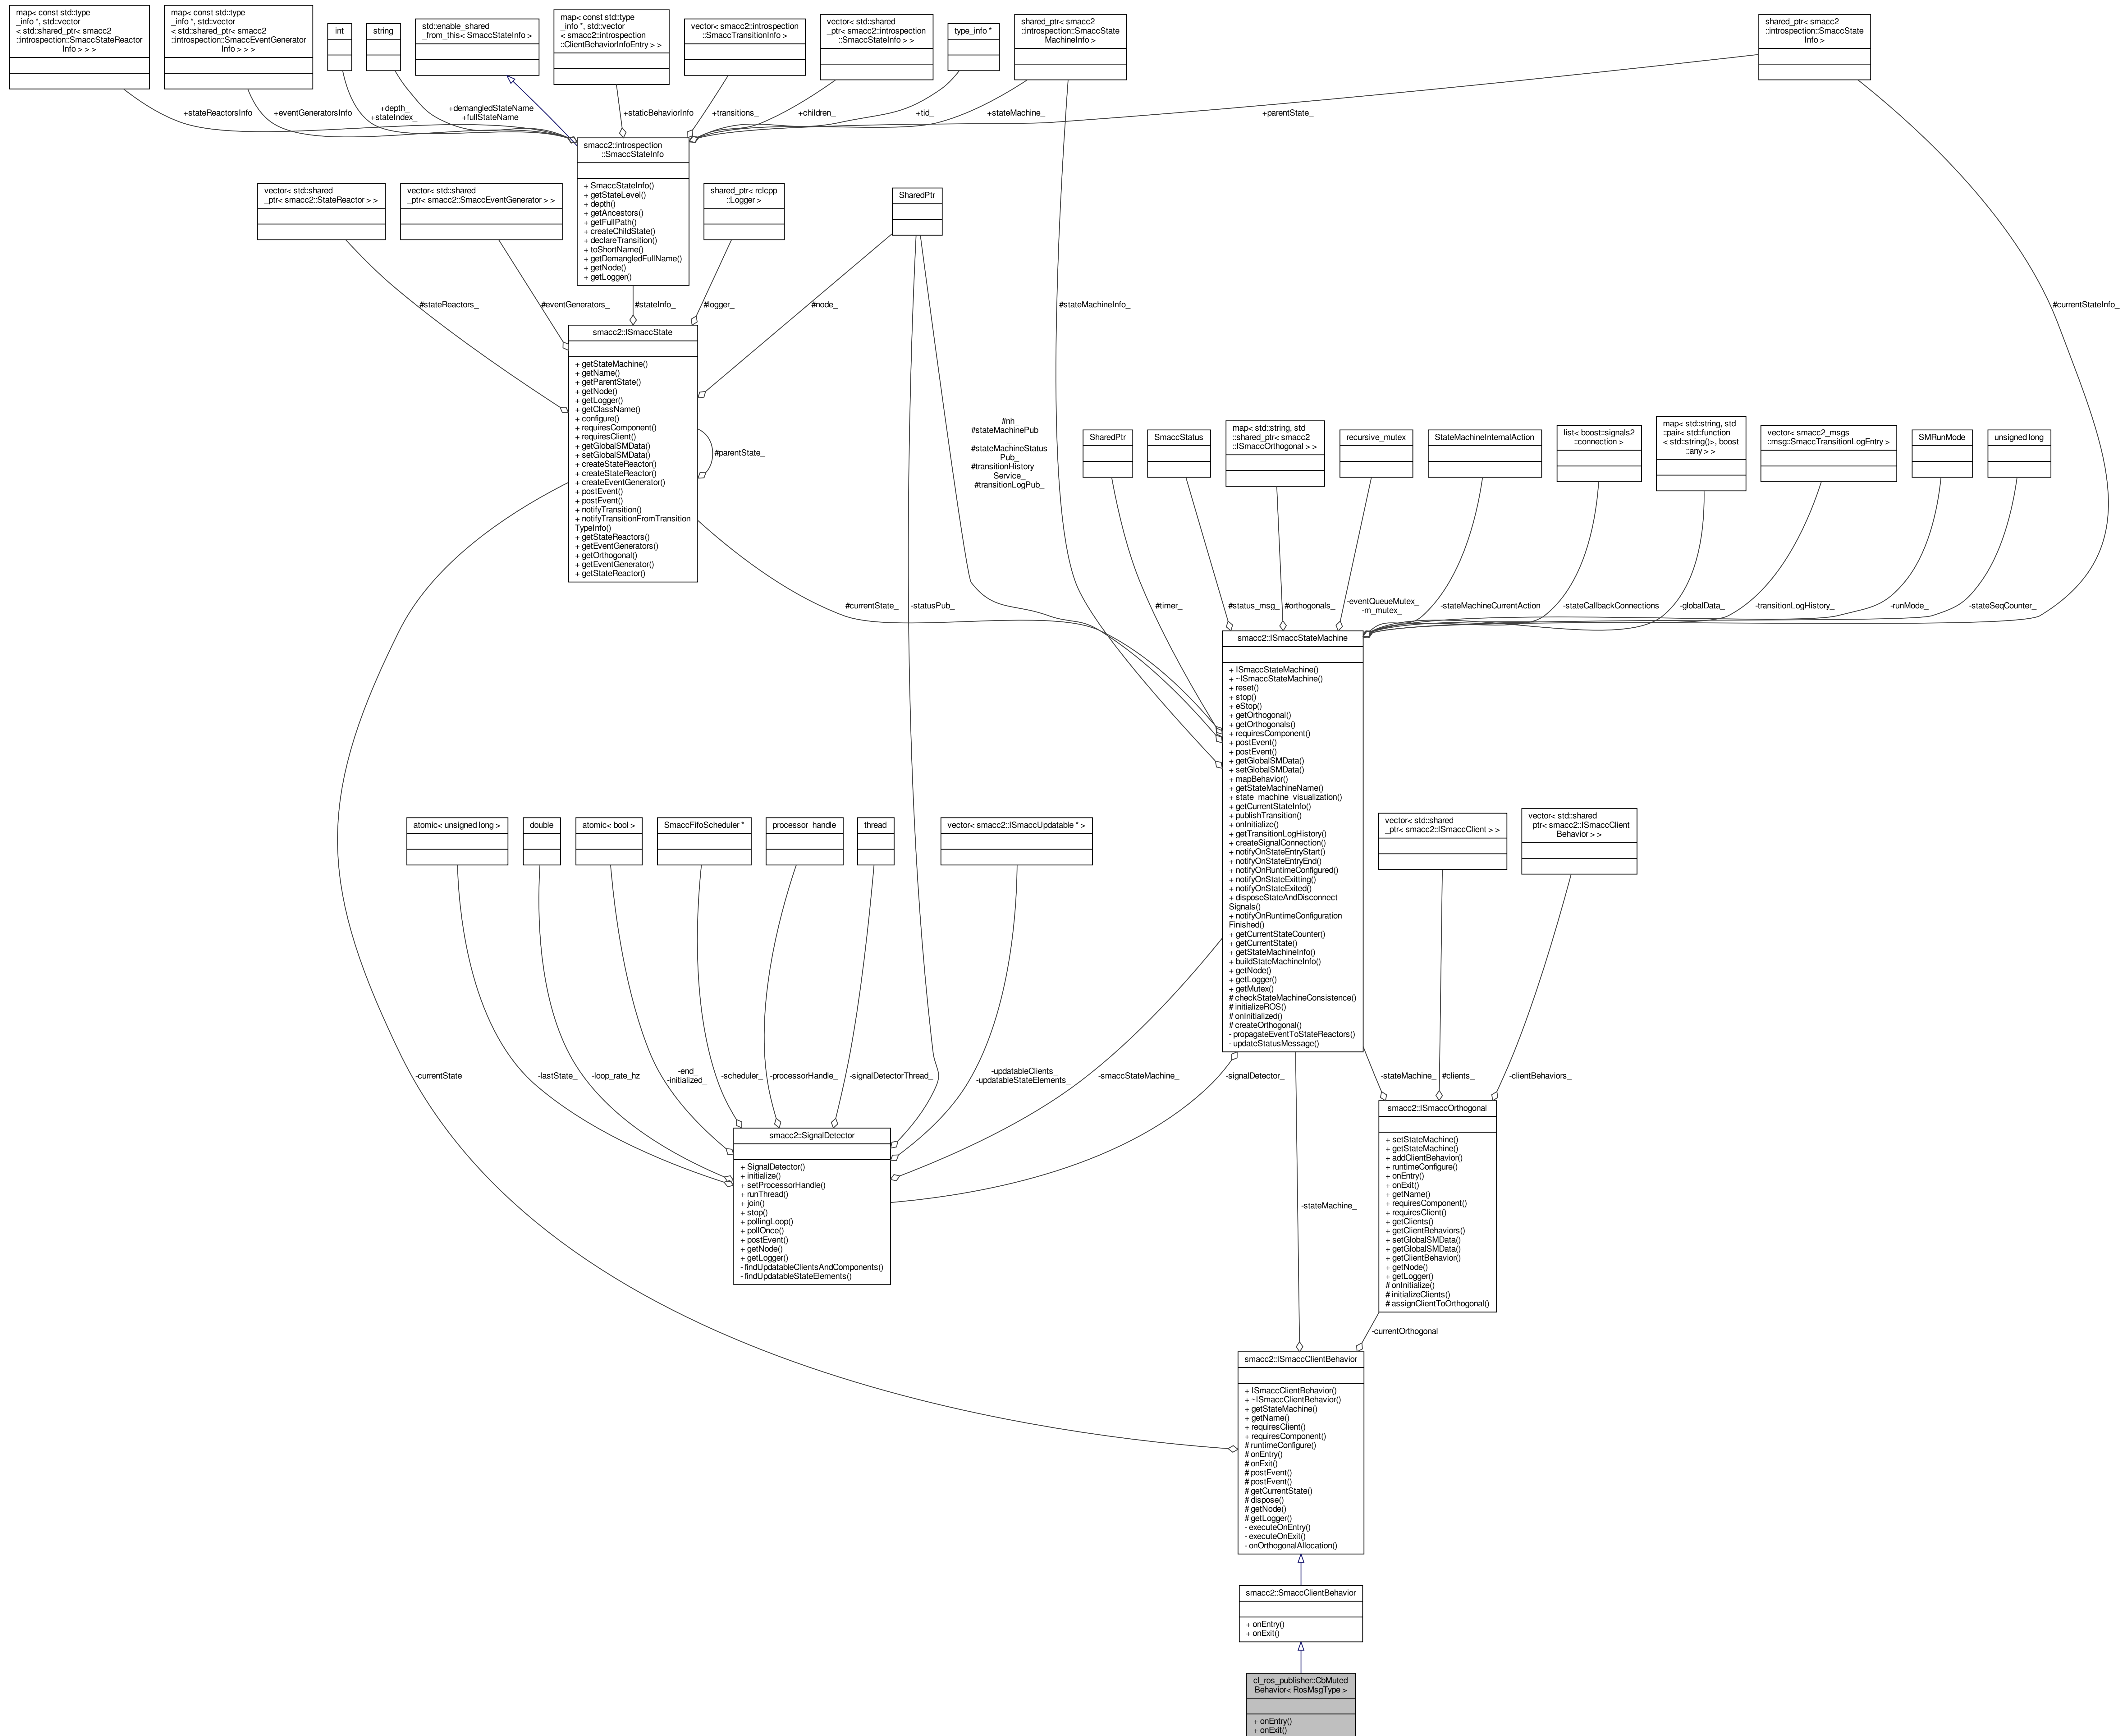 map< const std::type
_info *, std::vector
< std::shared_ptr< smacc2
::introspection::SmaccStateReactor
Info > > >
map< const std::type
_info *, std::vector
< std::shared_ptr< smacc2
::introspection::SmaccEventGenerator
Info > > >
int
string
std::enable_shared
_from_this< SmaccStateInfo >
map< const std::type
_info *, std::vector
< smacc2::introspection
::ClientBehaviorInfoEntry > >
vector< smacc2::introspection
::SmaccTransitionInfo >
vector< std::shared
_ptr< smacc2::introspection
::SmaccStateInfo > >
type_info *
shared_ptr< smacc2
::introspection::SmaccState
MachineInfo >
shared_ptr< smacc2
::introspection::SmaccState
Info >
+stateReactorsInfo
+eventGeneratorsInfo
+depth_
+stateIndex_
+demangledStateName
+fullStateName
+staticBehaviorInfo
+transitions_
+children_
+tid_
+stateMachine_
+parentState_
smacc2::introspection
::SmaccStateInfo
+ SmaccStateInfo()
+ getStateLevel()
+ depth()
+ getAncestors()
+ getFullPath()
+ createChildState()
+ declareTransition()
+ toShortName()
+ getDemangledFullName()
+ getNode()
+ getLogger()
vector< std::shared
_ptr< smacc2::StateReactor > >
vector< std::shared
_ptr< smacc2::SmaccEventGenerator > >
shared_ptr< rclcpp
::Logger >
SharedPtr
#stateReactors_
#eventGenerators_
#stateInfo_
#logger_
#node_
#stateMachineInfo_
#currentStateInfo_
smacc2::ISmaccState
+ getStateMachine()
+ getName()
+ getParentState()
+ getNode()
+ getLogger()
+ getClassName()
+ configure()
+ requiresComponent()
+ requiresClient()
+ getGlobalSMData()
+ setGlobalSMData()
+ createStateReactor()
+ createStateReactor()
+ createEventGenerator()
+ postEvent()
+ postEvent()
+ notifyTransition()
+ notifyTransitionFromTransition
TypeInfo()
+ getStateReactors()
+ getEventGenerators()
+ getOrthogonal()
+ getEventGenerator()
+ getStateReactor()
#parentState_
#nh_
#stateMachinePub
_
#stateMachineStatus
Pub_
#transitionHistory
Service_
#transitionLogPub_
SharedPtr
SmaccStatus
map< std::string, std
::shared_ptr< smacc2
::ISmaccOrthogonal > >
recursive_mutex
StateMachineInternalAction
list< boost::signals2
::connection >
map< std::string, std
::pair< std::function
< std::string()>, boost
::any > >
vector< smacc2_msgs
::msg::SmaccTransitionLogEntry >
SMRunMode
unsigned long
#currentState_
-statusPub_
#timer_
#status_msg_
#orthogonals_
-eventQueueMutex_
-m_mutex_
-stateMachineCurrentAction
-stateCallbackConnections
-globalData_
-transitionLogHistory_
-runMode_
-stateSeqCounter_
smacc2::ISmaccStateMachine
+ ISmaccStateMachine()
+ ~ISmaccStateMachine()
+ reset()
+ stop()
+ eStop()
+ getOrthogonal()
+ getOrthogonals()
+ requiresComponent()
+ postEvent()
+ postEvent()
+ getGlobalSMData()
+ setGlobalSMData()
+ mapBehavior()
+ getStateMachineName()
+ state_machine_visualization()
+ getCurrentStateInfo()
+ publishTransition()
+ onInitialize()
+ getTransitionLogHistory()
+ createSignalConnection()
+ notifyOnStateEntryStart()
+ notifyOnStateEntryEnd()
+ notifyOnRuntimeConfigured()
+ notifyOnStateExitting()
+ notifyOnStateExited()
+ disposeStateAndDisconnect
Signals()
+ notifyOnRuntimeConfiguration
Finished()
+ getCurrentStateCounter()
+ getCurrentState()
+ getStateMachineInfo()
+ buildStateMachineInfo()
+ getNode()
+ getLogger()
+ getMutex()
# checkStateMachineConsistence()
# initializeROS()
# onInitialized()
# createOrthogonal()
- propagateEventToStateReactors()
- updateStatusMessage()
atomic< unsigned long >
double
atomic< bool >
SmaccFifoScheduler *
processor_handle
thread
vector< smacc2::ISmaccUpdatable * >
vector< std::shared
_ptr< smacc2::ISmaccClient > >
vector< std::shared
_ptr< smacc2::ISmaccClient
Behavior > >
-currentState
-lastState_
-loop_rate_hz
-end_
-initialized_
-scheduler_
-processorHandle_
-signalDetectorThread_
-updatableClients_
-updatableStateElements_
-smaccStateMachine_
-signalDetector_
-stateMachine_
#clients_
-clientBehaviors_
smacc2::SignalDetector
+ SignalDetector()
+ initialize()
+ setProcessorHandle()
+ runThread()
+ join()
+ stop()
+ pollingLoop()
+ pollOnce()
+ postEvent()
+ getNode()
+ getLogger()
- findUpdatableClientsAndComponents()
- findUpdatableStateElements()
smacc2::ISmaccOrthogonal
+ setStateMachine()
+ getStateMachine()
+ addClientBehavior()
+ runtimeConfigure()
+ onEntry()
+ onExit()
+ getName()
+ requiresComponent()
+ requiresClient()
+ getClients()
+ getClientBehaviors()
+ setGlobalSMData()
+ getGlobalSMData()
+ getClientBehavior()
+ getNode()
+ getLogger()
# onInitialize()
# initializeClients()
# assignClientToOrthogonal()
-stateMachine_
-currentOrthogonal
smacc2::ISmaccClientBehavior
+ ISmaccClientBehavior()
+ ~ISmaccClientBehavior()
+ getStateMachine()
+ getName()
+ requiresClient()
+ requiresComponent()
# runtimeConfigure()
# onEntry()
# onExit()
# postEvent()
# postEvent()
# getCurrentState()
# dispose()
# getNode()
# getLogger()
- executeOnEntry()
- executeOnExit()
- onOrthogonalAllocation()
smacc2::SmaccClientBehavior
+ onEntry()
+ onExit()
cl_ros_publisher::CbMuted
Behavior< RosMsgType >
+ onEntry()
+ onExit()